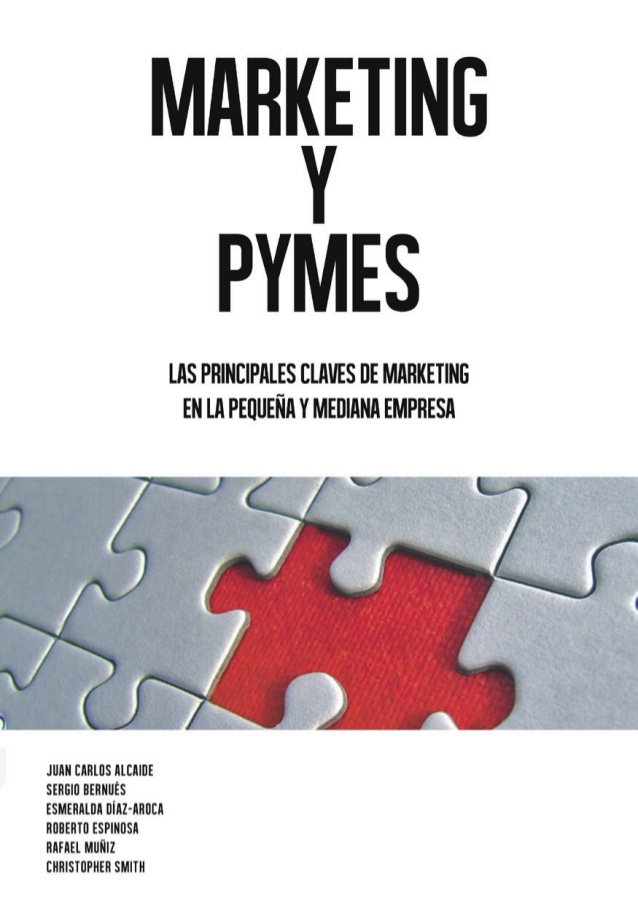 MARKETING
Y
PYMES
LAS PRINCIPALES CLAVES DE MARKETING
EN LA PEQUEÑA Y MEDIANA EMPRESA
JUAN CARLOS ALCAIDE
SERGIO BERNUÉS
ESMERALDA DÍAZ-AROCA
ROBERTO ESPINOSA
RAFAEL MUÑIZ
CHRISTOPHER SMITH